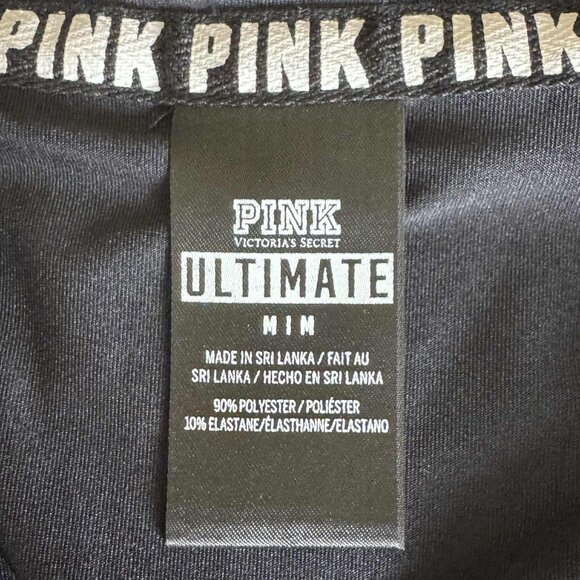 PINK PINK PINK
PINK
VICTORIA'S SECRET
ULTIMATE
M | M
MADE IN SRI LANKA / FAIT AU
SRI LANKA / HECHO EN SRI LANKA
90% POLYESTER / POLIÉSTER
10% ELASTANE/ÉLASTHANNE/ELASTANO